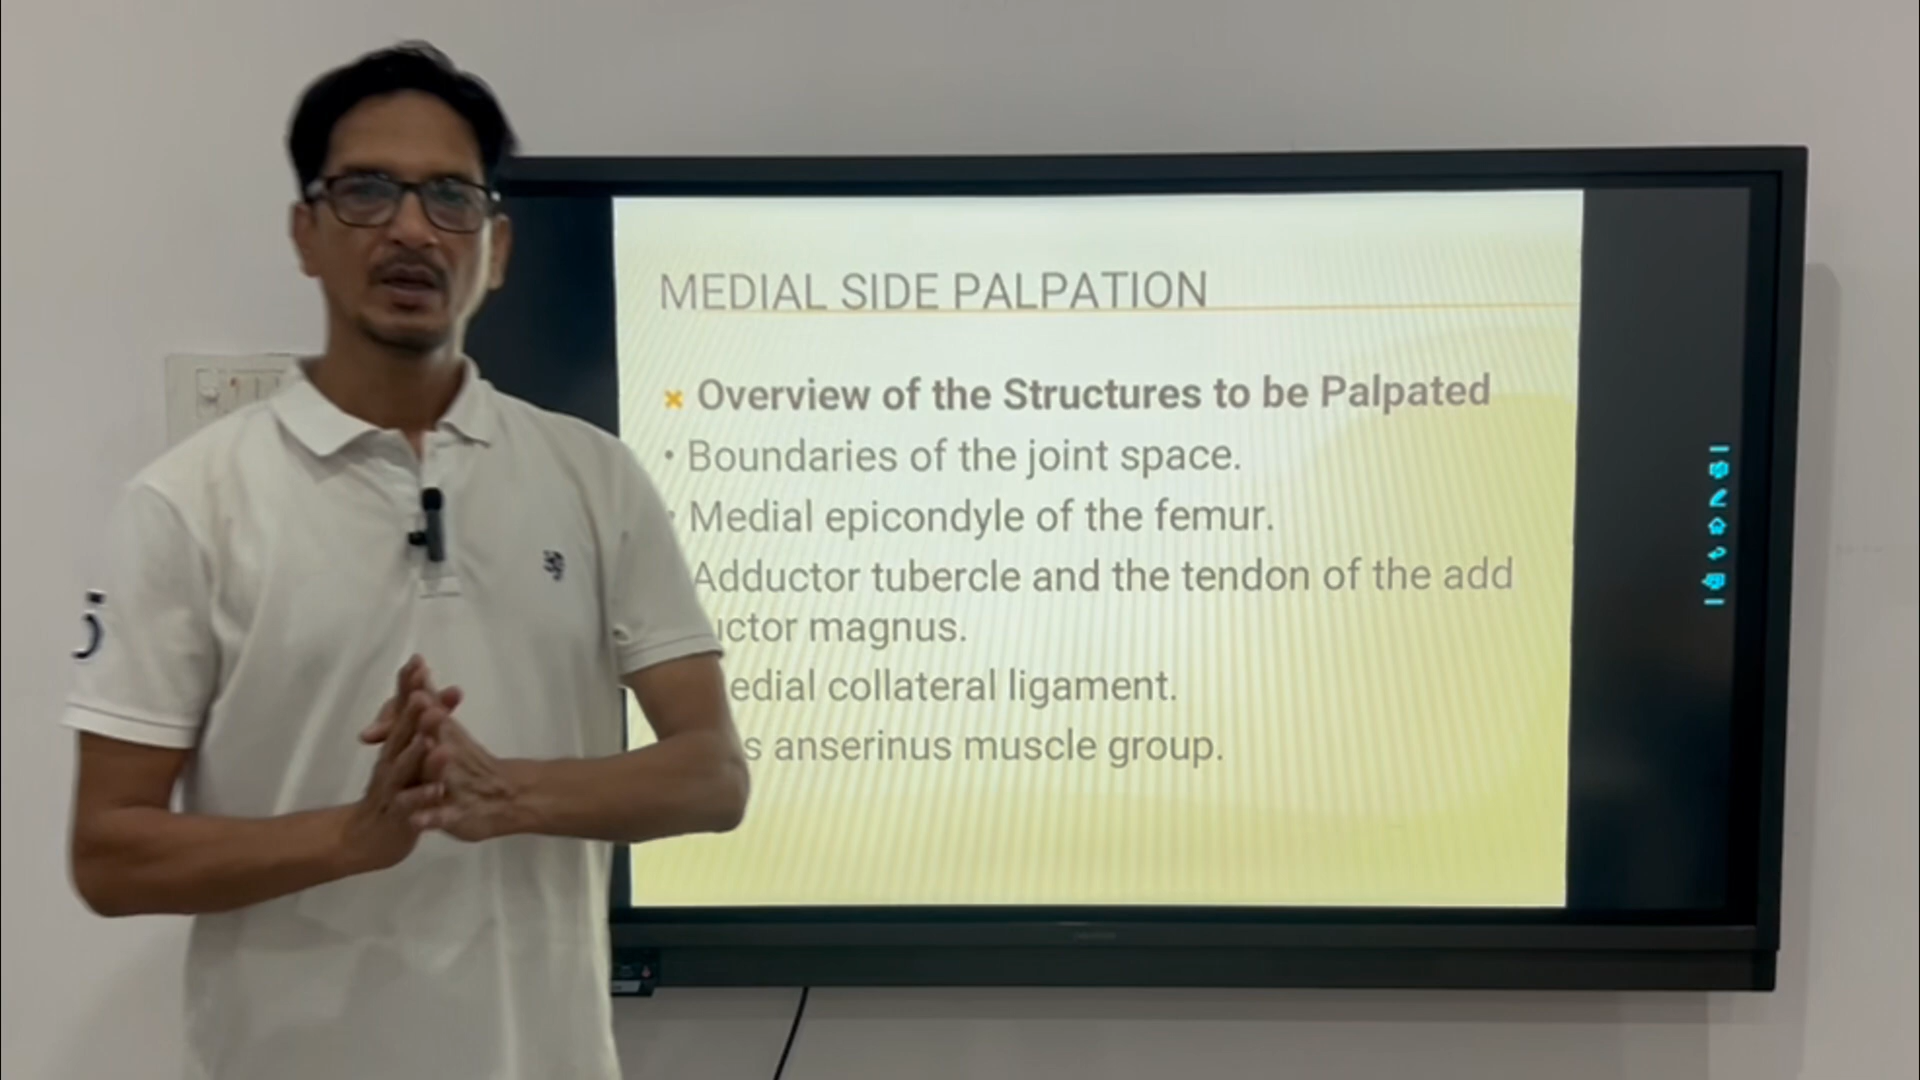 MEDIAL SIDE PALPATION
Overview of the Structures to be Palpated
• Boundaries of the joint space.
• Medial epicondyle of the femur.
Adductor tubercle and the tendon of the add
uctor magnus.
edial collateral ligament.
s anserinus muscle group.
5